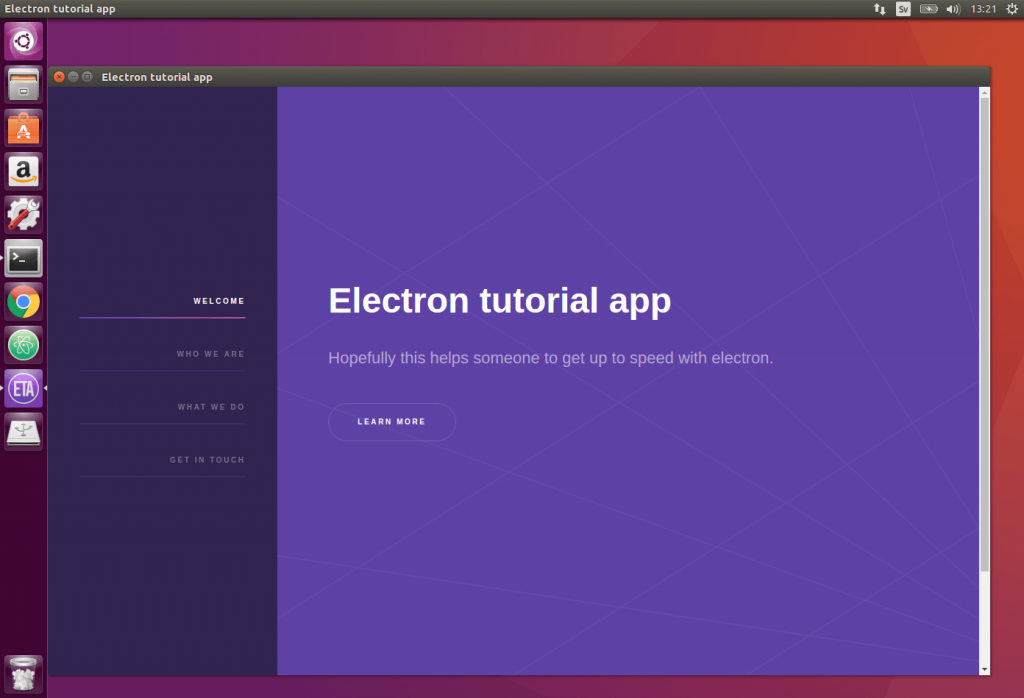 Electron tutorial app
Sv
13:21
Electron tutorial app
WELCOME
WHO WE ARE
WHAT WE DO
GET IN TOUCH
Electron tutorial app
Hopefully this helps someone to get up to speed with electron.
LEARN MORE
A
a
>_
ETA